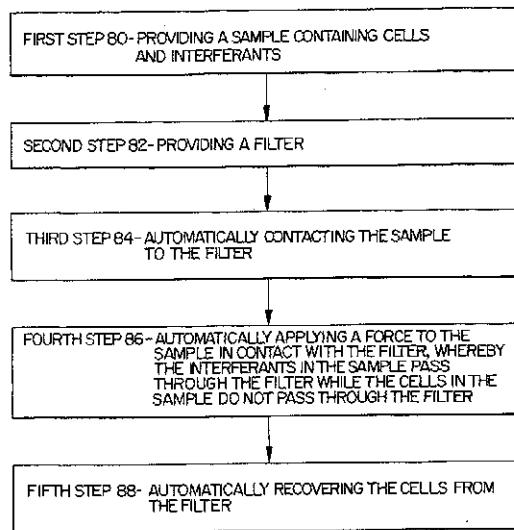 FIRST STEP 80-PROVIDING A SAMPLE CONTAINING CELLS
AND INTERFERANTS
SECOND STEP 82-PROVIDING A FILTER
THIRD STEP 84-AUTOMATICALLY CONTACTING THE SAMPLE
TO THE FILTER
FOURTH STEP 86-AUTOMATICALLY APPLYING A FORCE TO THE
SAMPLE IN CONTACT WITH THE FILTER, WHEREBY
THE INTERFERANTS IN THE SAMPLE PASS
THROUGH THE FILTER WHILE THE CELLS IN THE
SAMPLE DO NOT PASS THROUGH THE FILTER
FIFTH STEP 88- AUTOMATICALLY RECOVERING THE CELLS FROM
THE FILTER